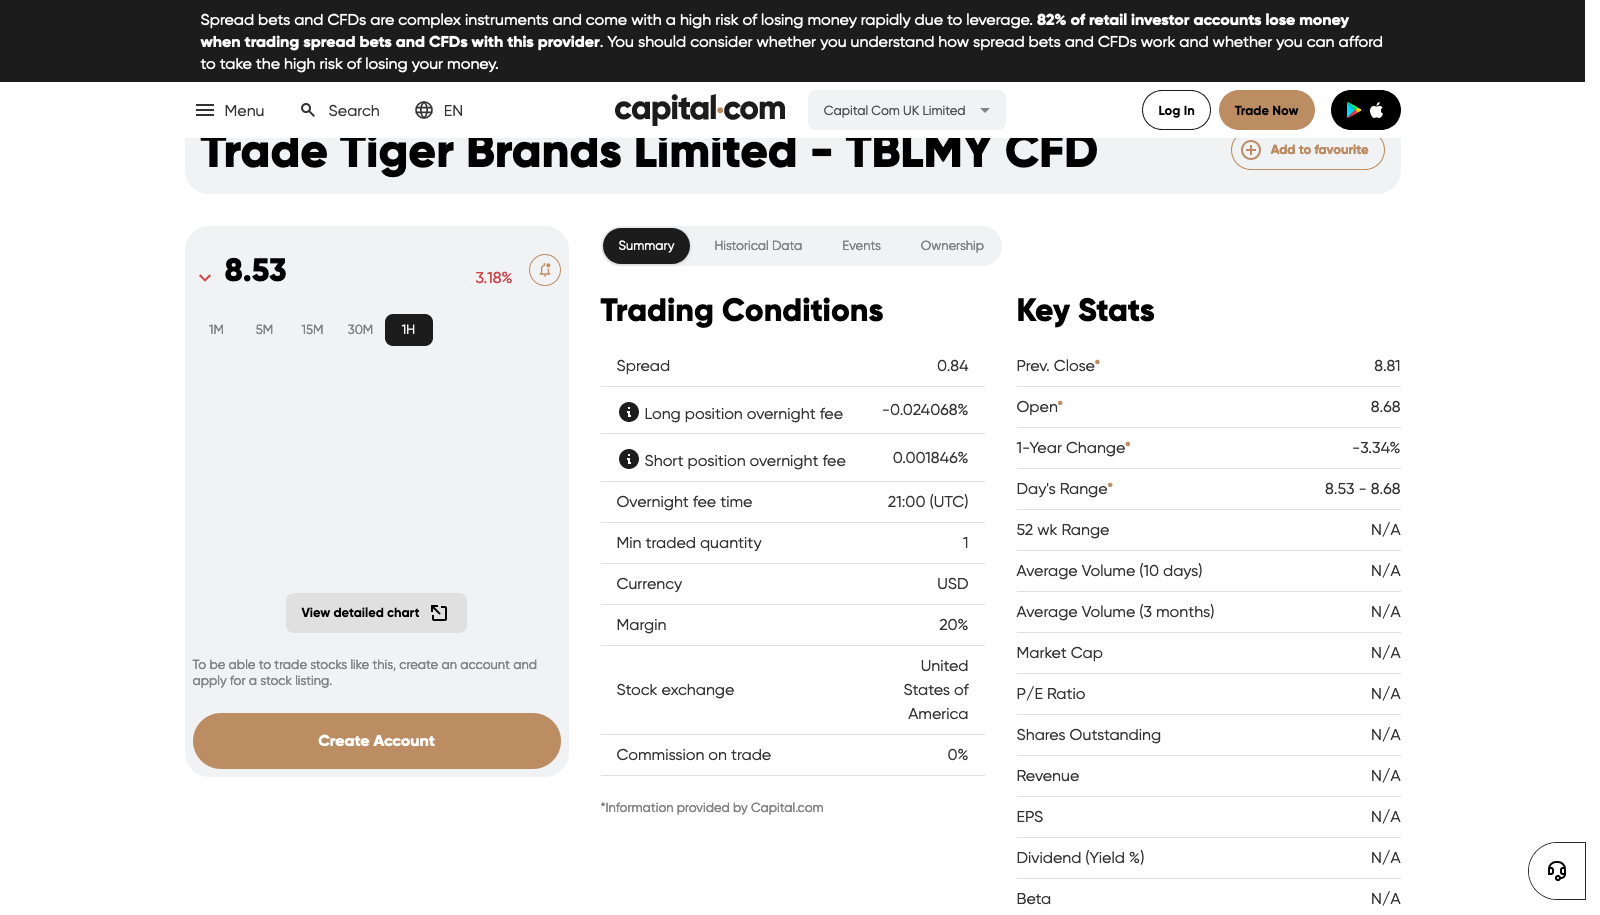 Spread bets and CFDs are complex instruments and come with a high risk of losing money rapidly due to leverage. 82% of retail investor accounts lose money
when trading spread bets and CFDs with this provider. You should consider whether you understand how spread bets and CFDs work and whether you can afford
to take the high risk of losing your money.
Menu
Search
EN
capital.com
Capital Com UK Limited
Log In
Trade Now
Trade Tiger Brands Limited - TBLMY CFD
Add to favourite
8.53
3.18%
1M
5M
15M
30M
1H
View detailed chart
To be able to trade stocks like this, create an account and
apply for a stock listing.
Create Account
Summary
Historical Data
Events
Ownership
Trading Conditions
Spread 0.84
Long position overnight fee -0.024068%
Short position overnight fee 0.001846%
Overnight fee time 21:00 (UTC)
Min traded quantity 1
Currency USD
Margin 20%
Stock exchange United
States of
America
Commission on trade 0%
*Information provided by Capital.com
Key Stats
Prev. Close* 8.81
Open* 8.68
1-Year Change* -3.34%
Day's Range* 8.53 - 8.68
52 wk Range N/A
Average Volume (10 days) N/A
Average Volume (3 months) N/A
Market Cap N/A
P/E Ratio N/A
Shares Outstanding N/A
Revenue N/A
EPS N/A
Dividend (Yield %) N/A
Beta N/A